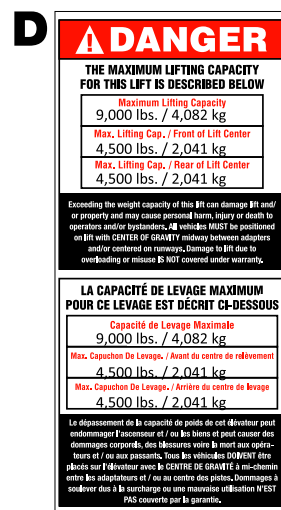 D
DANGER
THE MAXIMUM LIFTING CAPACITY
FOR THIS LIFT IS DESCRIBED BELOW
Maximum Lifting Capacity
9,000 lbs. / 4,082 kg
Max. Lifting Cap. / Front of Lift Center
4,500 lbs. / 2,041 kg
Max. Lifting Cap. / Rear of Lift Center
4,500 lbs. / 2,041 kg
Exceeding the weight capacity of this lift can damage lift and/
or property and may cause personal harm, injury or death to
operators and/or bystanders. All vehicles MUST be positioned
on lift with CENTER OF GRAVITY midway between adapters
and/or centered on runways. Damage to lift due to
overloading or misuse IS NOT covered under warranty.
LA CAPACITÉ DE LEVAGE MAXIMUM
POUR CE LEVAGE EST DÉCRIT CI-DESSOUS
Capacité de Levage Maximale
9,000 lbs. / 4,082 kg
Max. Capuchon De Levage. / Avant du centre de relèvement
4,500 lbs. / 2,041 kg
Max. Capuchon De Levage. / Arrière du centre de levage
4,500 lbs. / 2,041 kg
Le dépassement de la capacité de poids de cet élévateur peut
endommager l'ascenseur et / ou les biens et peut causer des
dommages corporels, des blessures voire la mort aux opéra-
teurs et / ou aux passants. Tous les véhicules DOIVENT être
placés sur l'élévateur avec le CENTRE DE GRAVITÉ à mi-chemin
entre les adaptateurs et / ou au centre des pistes. Dommages à
soulever dus à la surcharge ou une mauvaise utilisation N'EST
PAS couverte par la garantie.